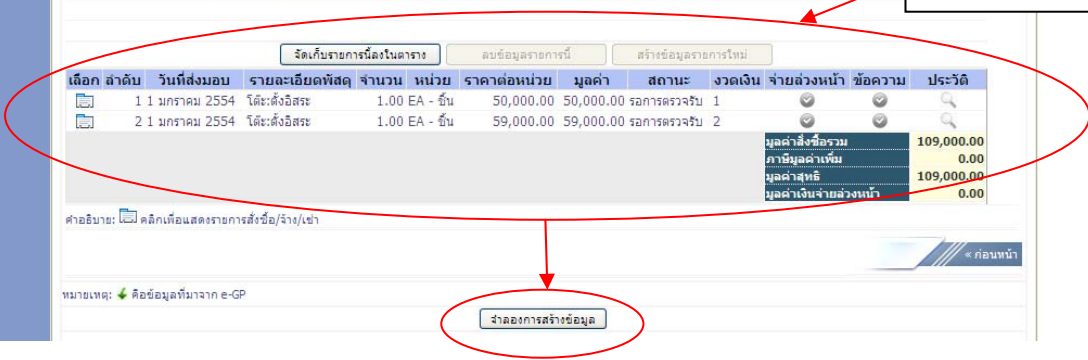 จัดเก็บรายการนี้ลงในตาราง ลบข้อมูลรายการนี้ สร้างข้อมูลรายการใหม่
เลือก ลำดับ วันที่ส่งมอบ รายละเอียดพัสดุ จำนวน หน่วย ราคาต่อหน่วย มูลค่า สถานะ งวดเงิน จ่ายล่วงหน้า ข้อความ ประวัติ
1 1 มกราคม 2554 โต๊ะ:ตั้งอิสระ 1.00 EA - ชิ้น 50,000.00 50,000.00 รอการตรวจรับ 1
2 1 มกราคม 2554 โต๊ะ:ตั้งอิสระ 1.00 EA - ชิ้น 59,000.00 59,000.00 รอการตรวจรับ 2
มูลค่าสั่งซื้อรวม 109,000.00
ภาษีมูลค่าเพิ่ม 0.00
มูลค่าสุทธิ 109,000.00
มูลค่าเงินจ่ายล่วงหน้า 0.00
คำอธิบาย: คลิกเพื่อแสดงรายการสั่งซื้อ/จ้าง/เช่า
« ก่อนหน้า
หมายเหตุ: คือข้อมูลที่มาจาก e-GP
จำลองการสร้างข้อมูล